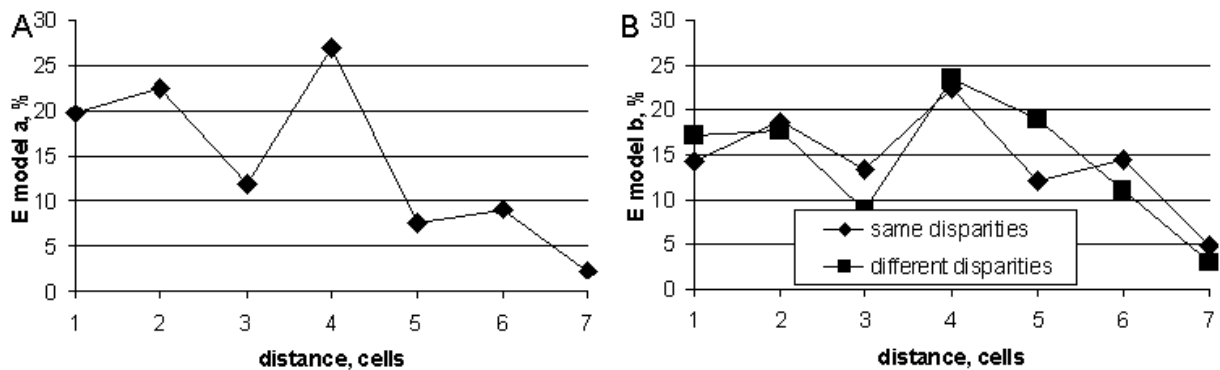 A
E model a, %
30
25
20
15
10
5
0
1 2 3 4 5 6 7
distance, cells
B
E model b, %
30
25
20
15
10
5
0
same disparities
different disparities
1 2 3 4 5 6 7
distance, cells